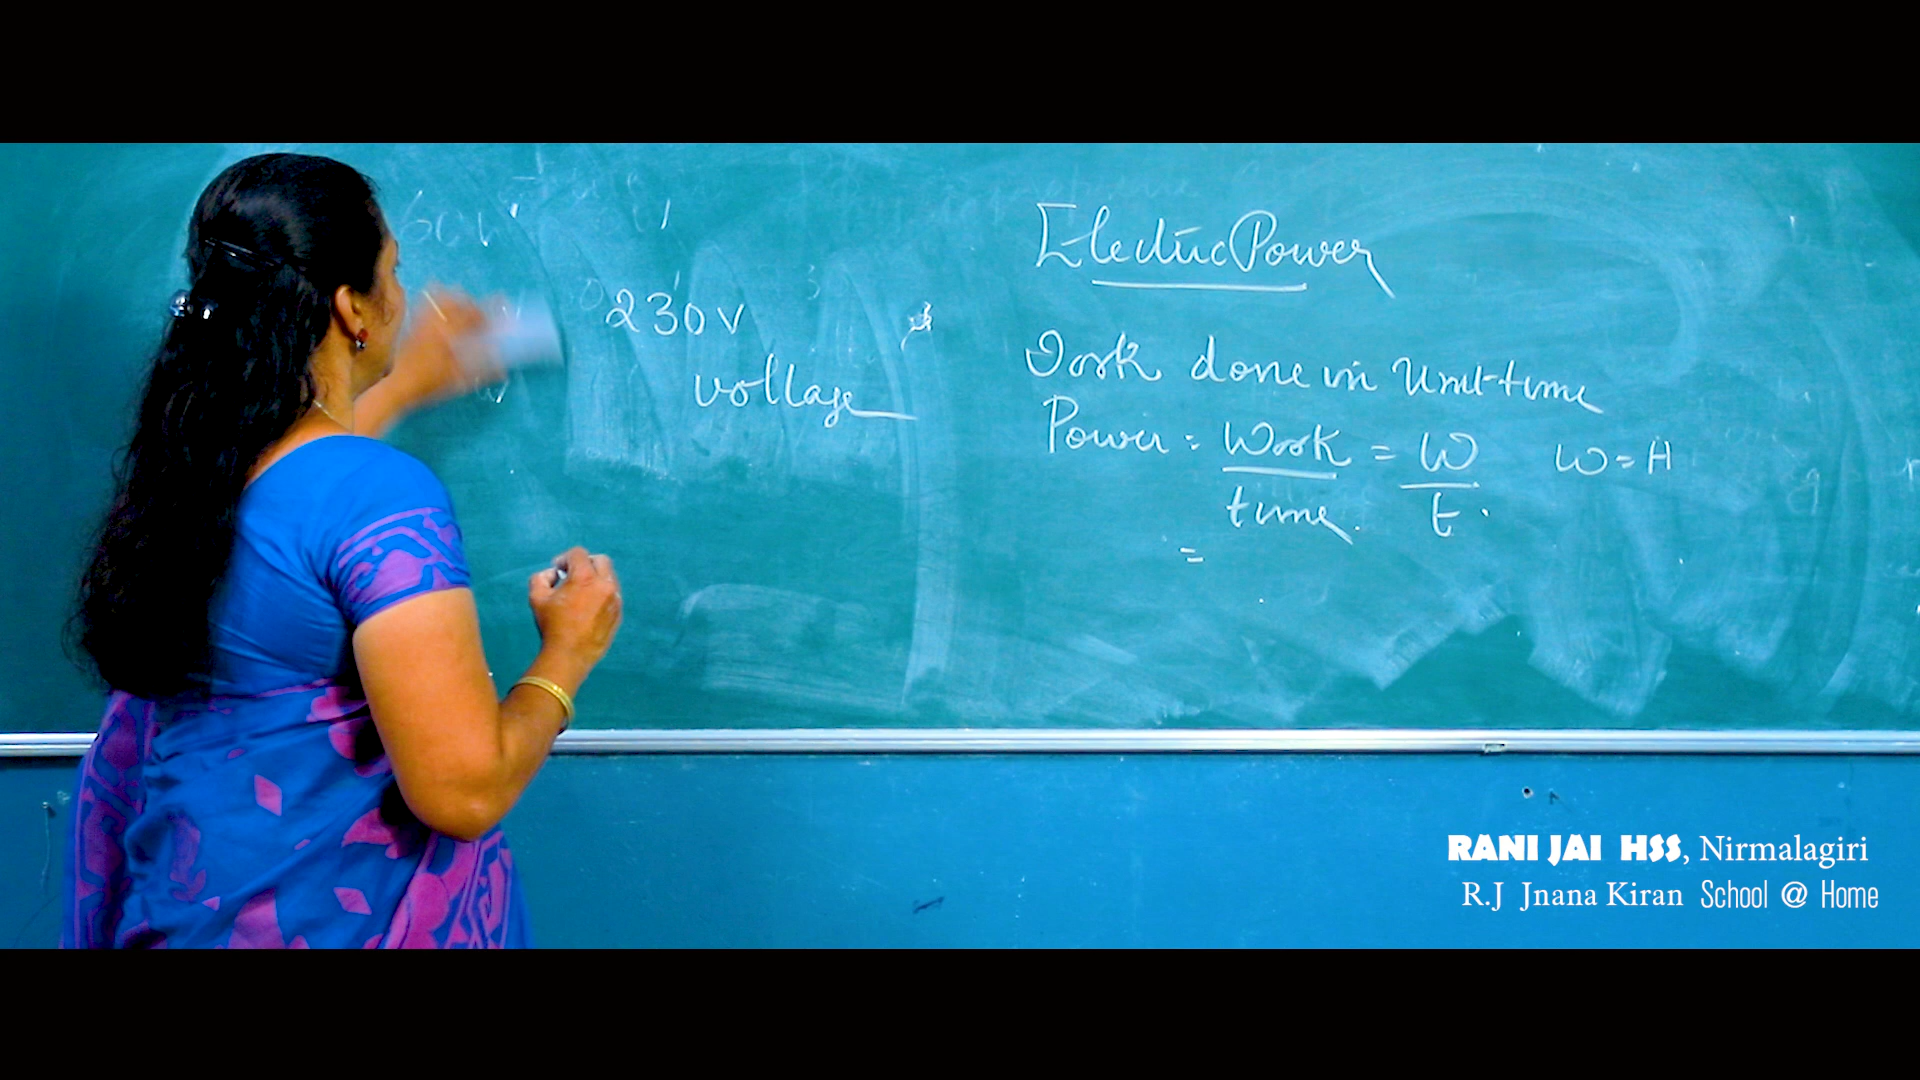 230V
voltage
Electric Power
Work done in Unit time
Power = Work = W W = H
time. t.
=
RANI JAI HSS, Nirmalagiri
R.J Jnana Kiran School @ Home